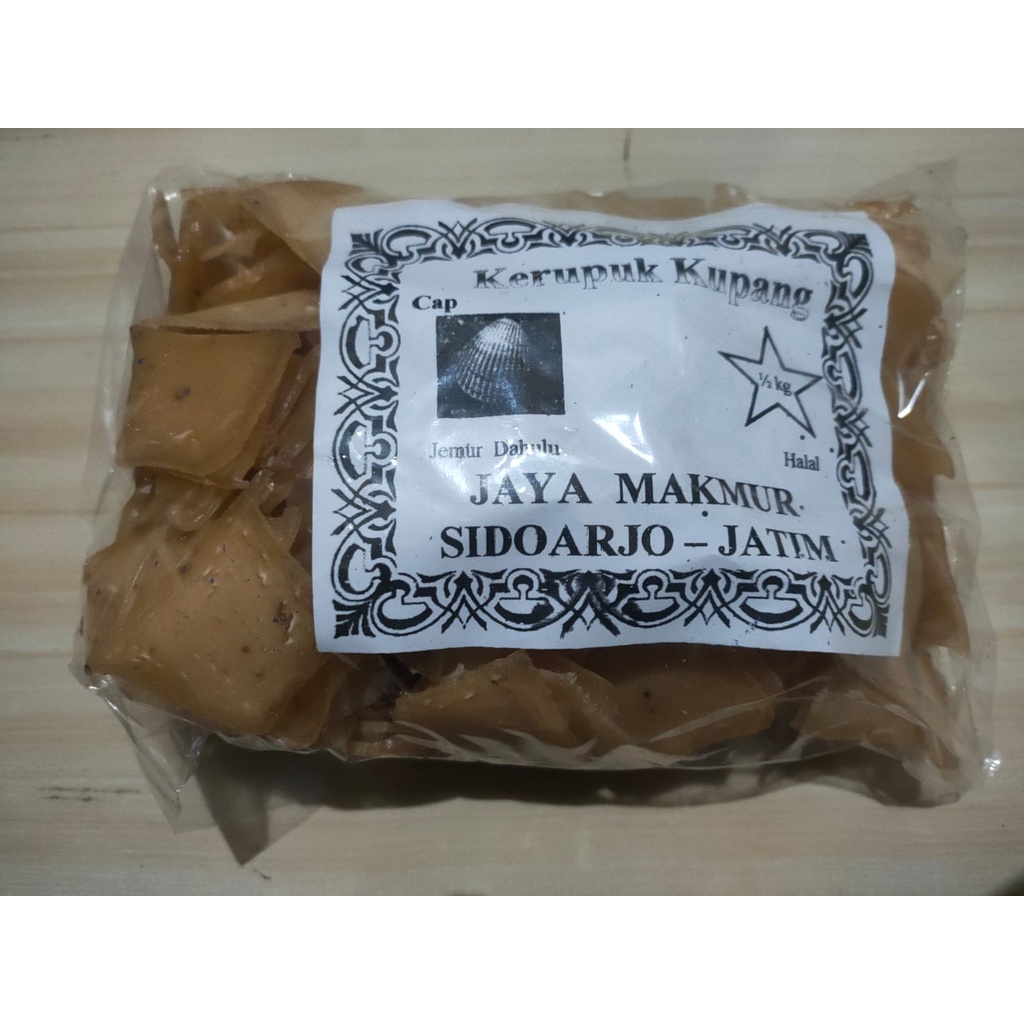 Kerupuk Kupang
Cap
½ kg
Jemur Dahulu
Halal
JAYA MAKMUR
SIDOARJO – JATIM